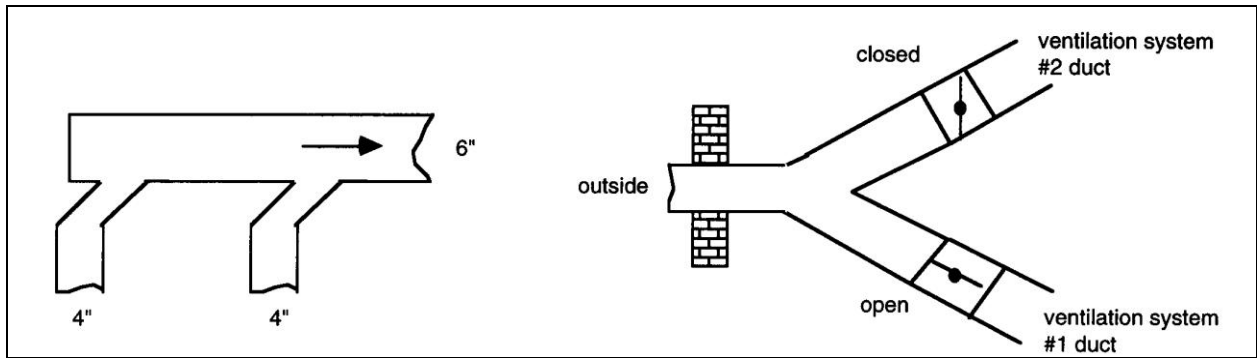 6"
4"
4"
closed
ventilation system
#2 duct
outside
open
ventilation system
#1 duct